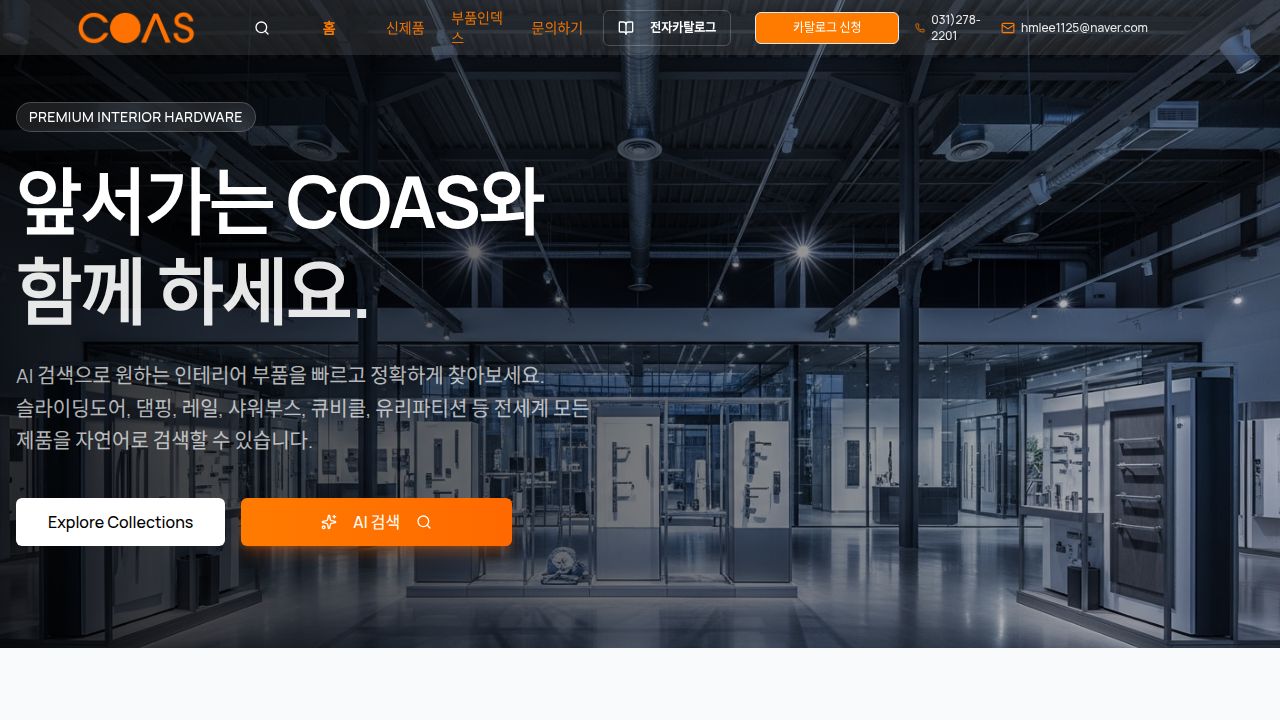 COAS
홈
신제품
부품인덱
스
문의하기
전자카탈로그
카탈로그 신청
031)278-
2201
hmlee1125@naver.com
PREMIUM INTERIOR HARDWARE
앞서가는 COAS와
함께 하세요.
AI 검색으로 원하는 인테리어 부품을 빠르고 정확하게 찾아보세요.
슬라이딩도어, 댐핑, 레일, 샤워부스, 큐비클, 유리파티션 등 전세계 모든
제품을 자연어로 검색할 수 있습니다.
Explore Collections
AI 검색